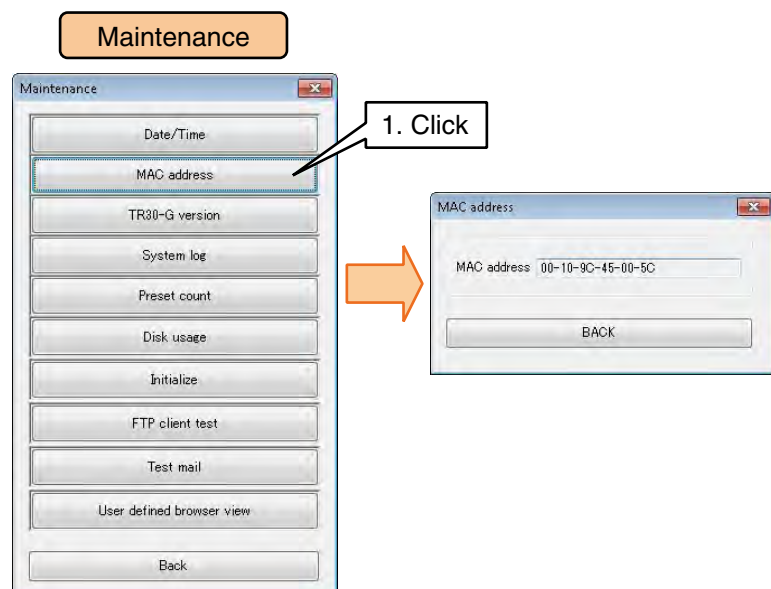 Maintenance
Maintenance
Date/Time
1. Click
MAC address
TR30-G version
System log
Preset count
Disk usage
Initialize
FTP client test
Test mail
User defined browser view
Back
MAC address
MAC address 00-10-9C-45-00-5C
BACK